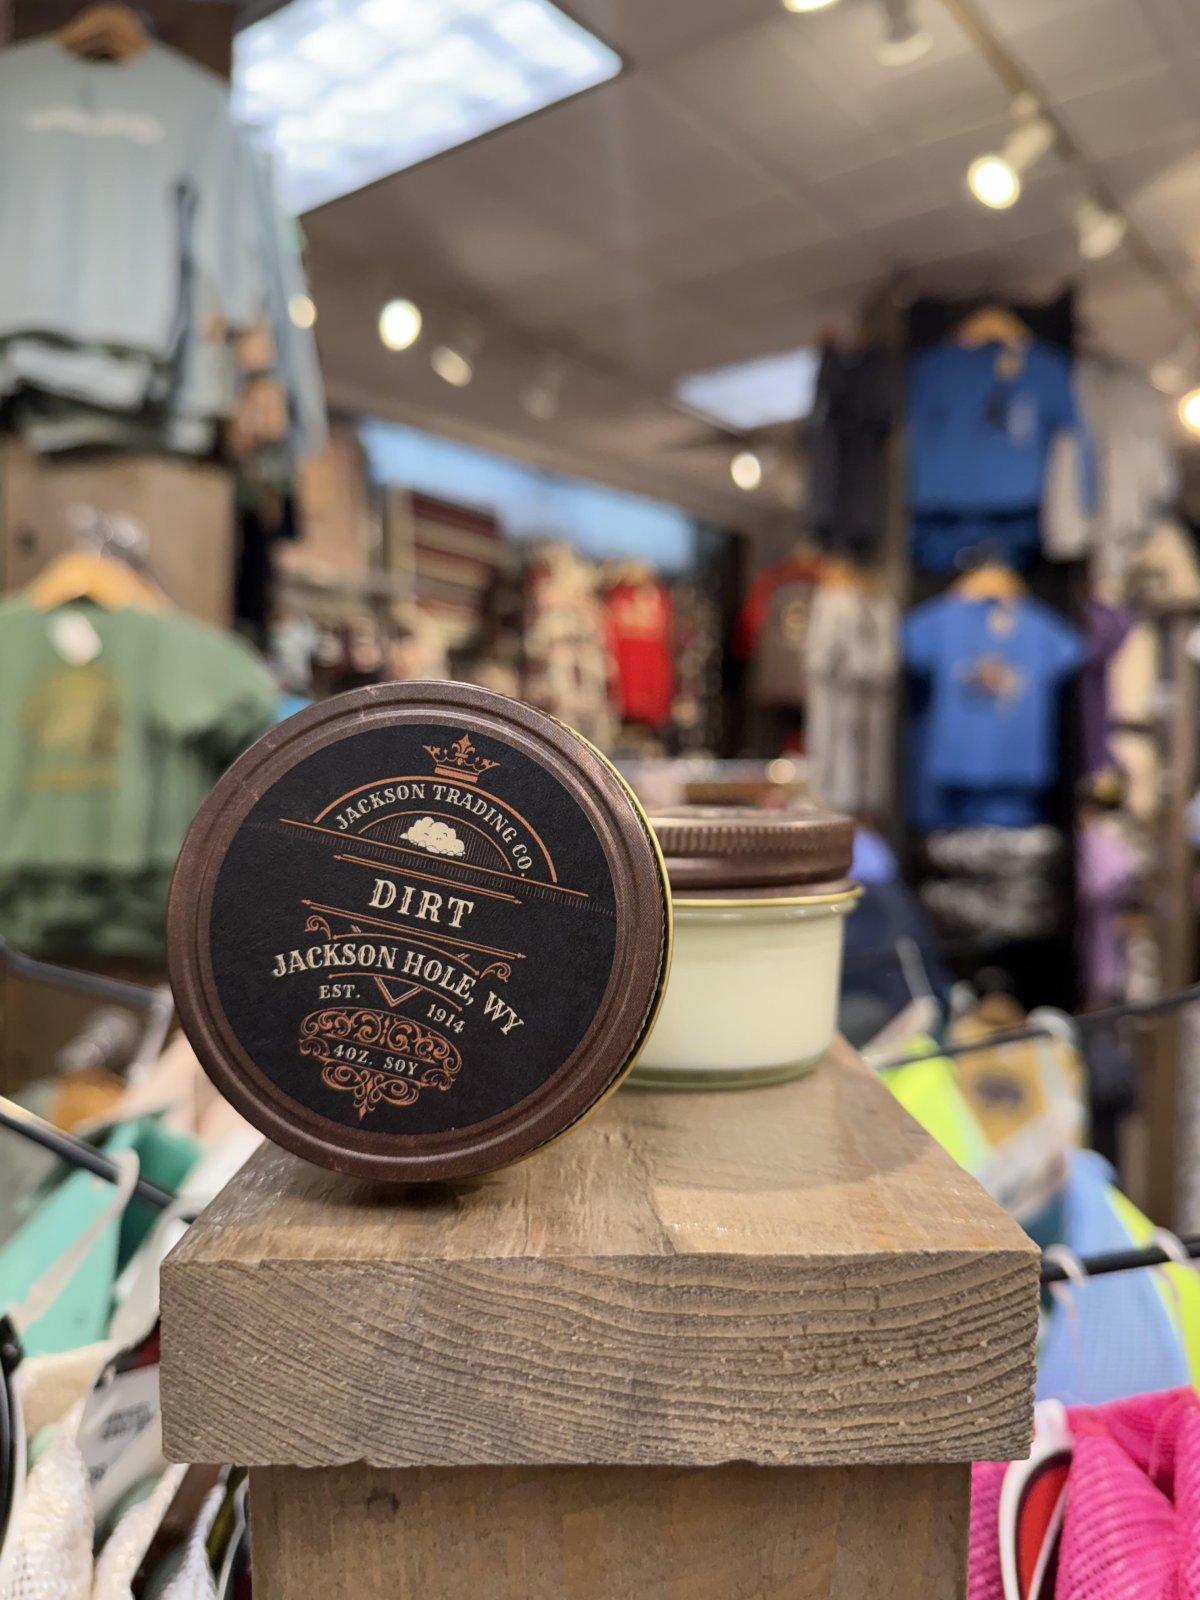 JACKSON TRADING CO.
DIRT
JACKSON HOLE, WY
EST. 1914
4OZ. SOY